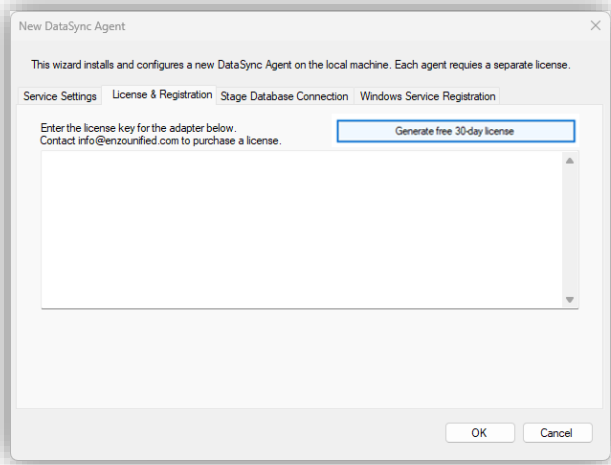 New DataSync Agent
This wizard installs and configures a new DataSync Agent on the local machine. Each agent requies a separate license.
Service Settings License & Registration Stage Database Connection Windows Service Registration
Enter the license key for the adapter below.
Contact info@enzounified.com to purchase a license.
Generate free 30-day license
OK Cancel